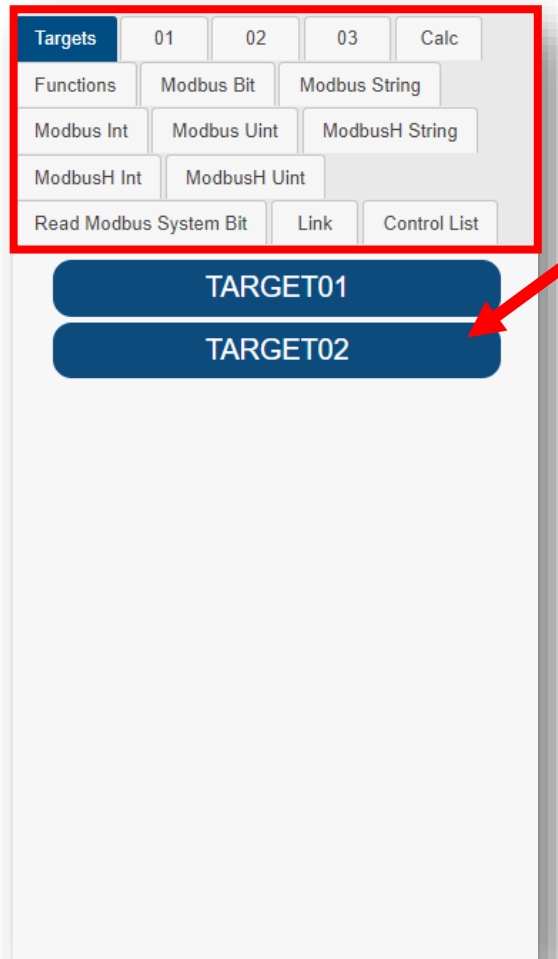 Targets 01 02 03 Calc
Functions Modbus Bit Modbus String
Modbus Int Modbus Uint ModbusH String
ModbusH Int ModbusH Uint
Read Modbus System Bit Link Control List
TARGET01
TARGET02